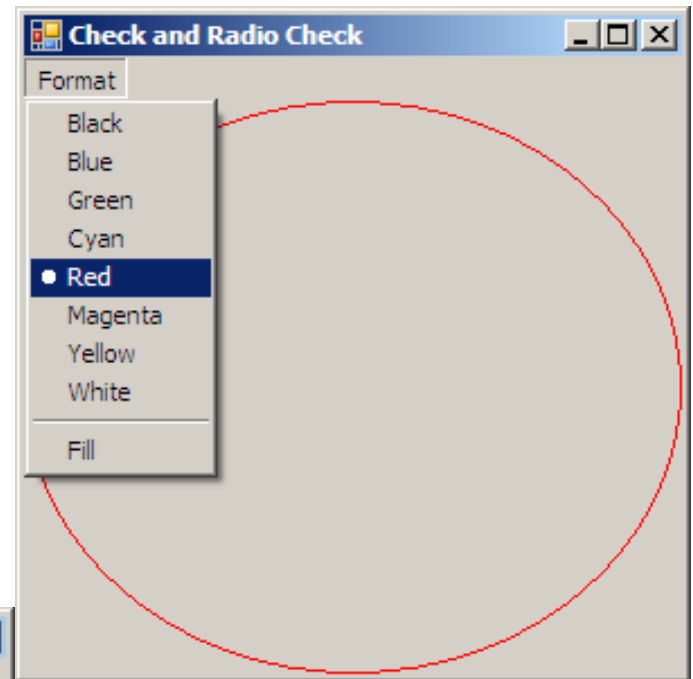 Check and Radio Check
Format
Black
Blue
Green
Cyan
Red
Magenta
Yellow
White
Fill